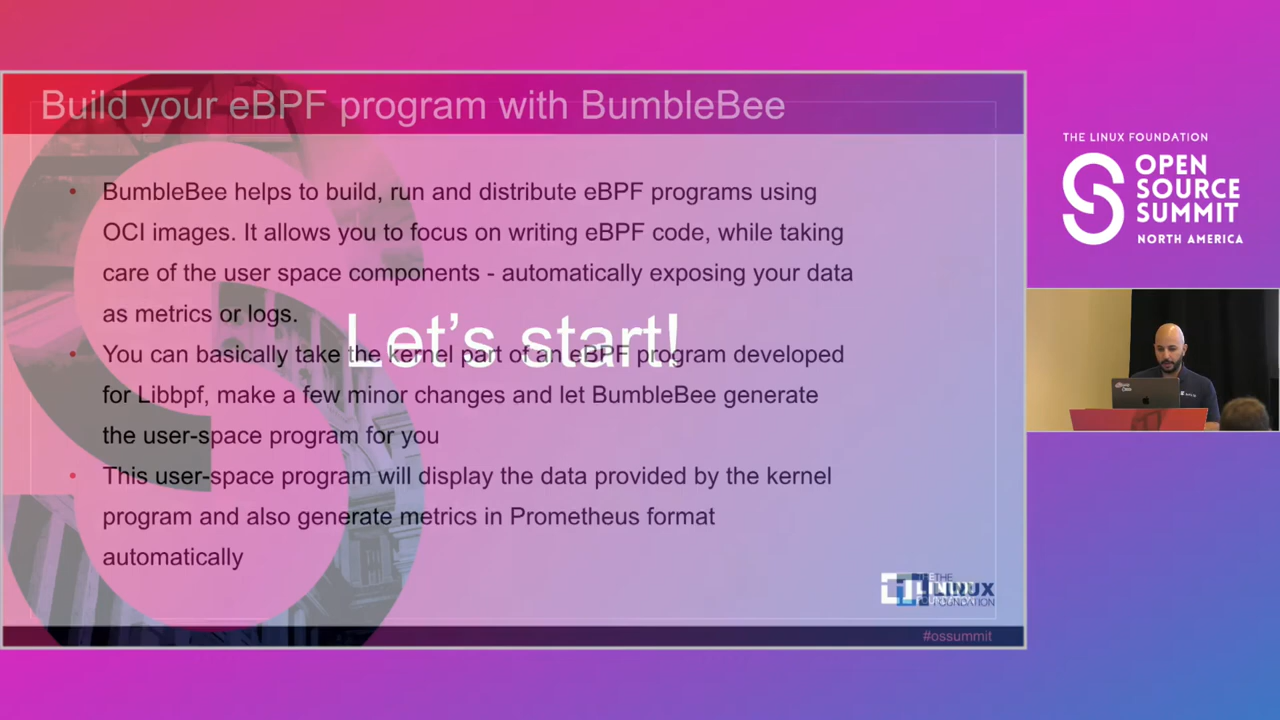 Build your eBPF program with BumbleBee
• BumbleBee helps to build, run and distribute eBPF programs using
OCI images. It allows you to focus on writing eBPF code, while taking
care of the user space components - automatically exposing your data
as metrics or logs.
Let's start!
• You can basically take the kernel part of an eBPF program developed
for Libbpf, make a few minor changes and let BumbleBee generate
the user-space program for you
• This user-space program will display the data provided by the kernel
program and also generate metrics in Prometheus format
automatically
THE
LINUX
FOUNDATION
#ossummit
THE LINUX FOUNDATION
OPEN
SOURCE
SUMMIT
NORTH AMERICA